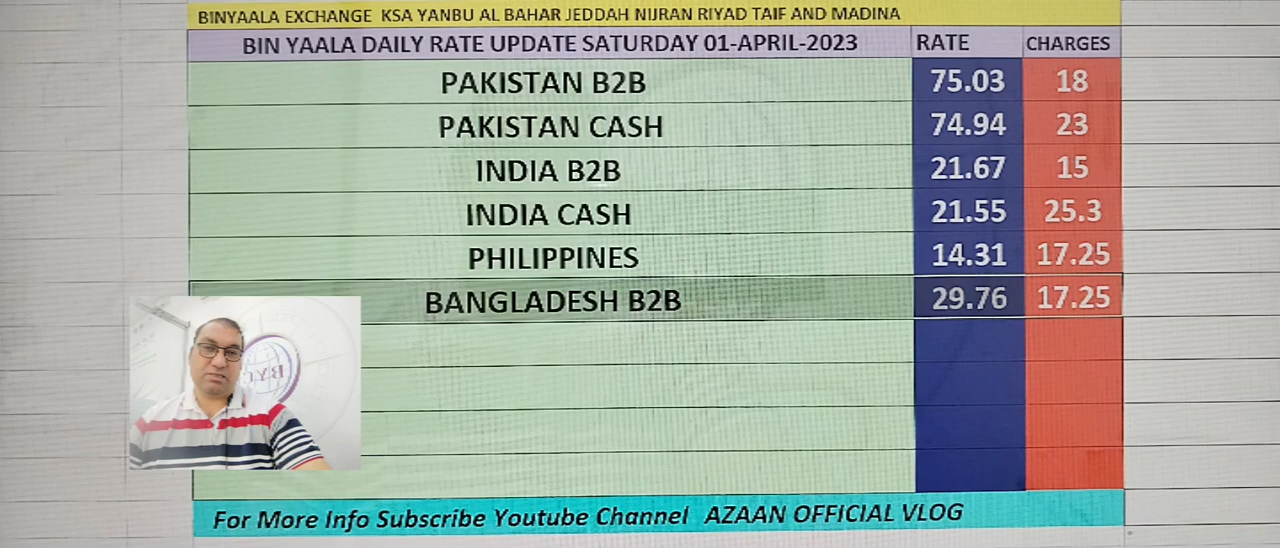 BINYAALA EXCHANGE KSA YANBU AL BAHAR JEDDAH NIJRAN RIYAD TAIF AND MADINA
BIN YAALA DAILY RATE UPDATE SATURDAY 01-APRIL-2023 RATE CHARGES
PAKISTAN B2B 75.03 18
PAKISTAN CASH 74.94 23
INDIA B2B 21.67 15
INDIA CASH 21.55 25.3
PHILIPPINES 14.31 17.25
BANGLADESH B2B 29.76 17.25
For More Info Subscribe Youtube Channel AZAAN OFFICIAL VLOG